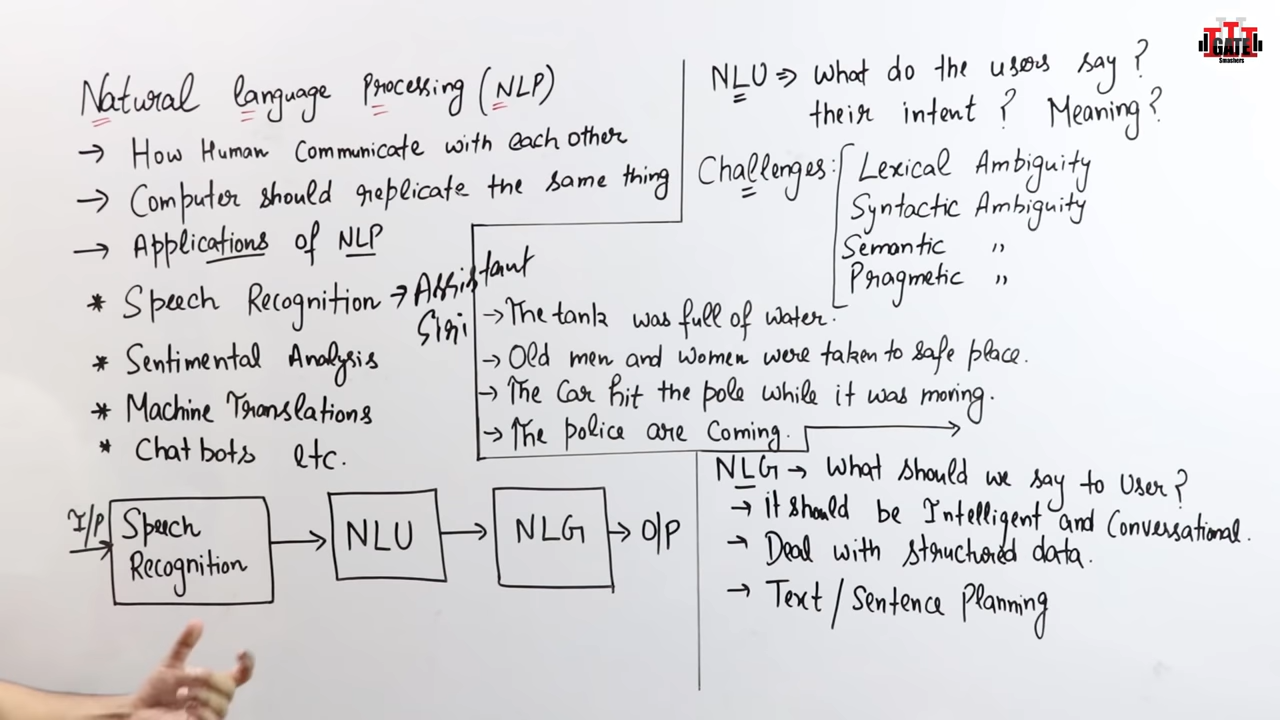 Natural language Processing (NLP)
→ How Human Communicate with each other
→ Computer should replicate the same thing
→ Applications of NLP
* Speech Recognition → Assistant
Siri
* Sentimental Analysis
* Machine Translations
* Chatbots etc.
I/P
Speech
Recognition
NLU
NLG
O/P
NLU ⇒ What do the users say?
their intent? Meaning?
Challenges: Lexical Ambiguity
Syntactic Ambiguity
Semantic "
Pragmetic "
→ The tank was full of water.
→ Old men and women were taken to safe place.
→ The Car hit the pole while it was moving.
→ The police are Coming.
NLG → What should we say to User?
→ it should be Intelligent and Conversational.
→ Deal with structured data.
→ Text / Sentence Planning
GATE
Smashers